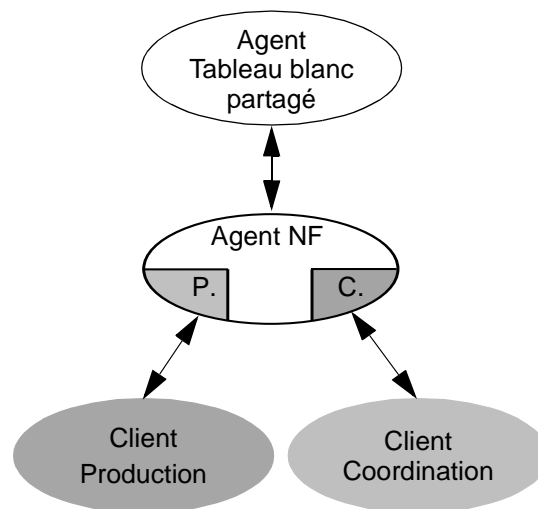 Agent
Tableau blanc
partagé
Agent NF
P.
C.
Client
Production
Client
Coordination